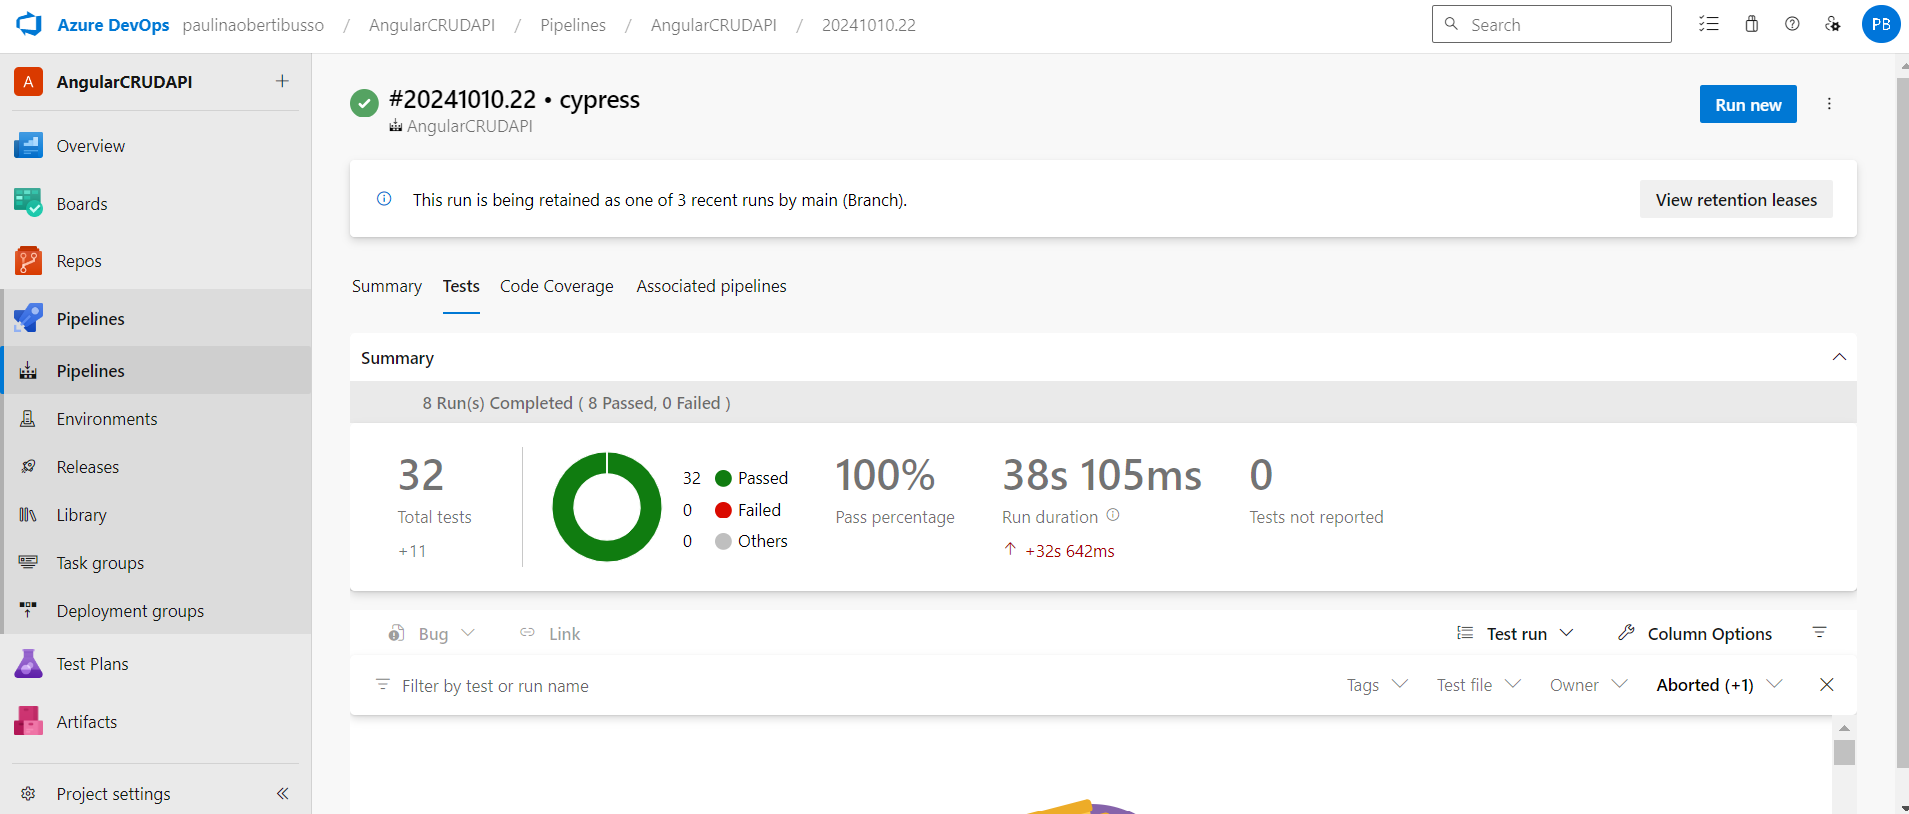 Azure DevOps paulinaobertibusso / AngularCRUDAPI / Pipelines / AngularCRUDAPI / 20241010.22
Search
PB
A AngularCRUDAPI
Overview
Boards
Repos
Pipelines
Pipelines
Environments
Releases
Library
Task groups
Deployment groups
Test Plans
Artifacts
Project settings
#20241010.22 • cypress
AngularCRUDAPI
Run new
This run is being retained as one of 3 recent runs by main (Branch).
View retention leases
Summary Tests Code Coverage Associated pipelines
Summary
8 Run(s) Completed ( 8 Passed, 0 Failed )
32
Total tests
+11
32 Passed
0 Failed
0 Others
100%
Pass percentage
38s 105ms
Run duration
+32s 642ms
0
Tests not reported
Bug Link Test run Column Options
Filter by test or run name Tags Test file Owner Aborted (+1)